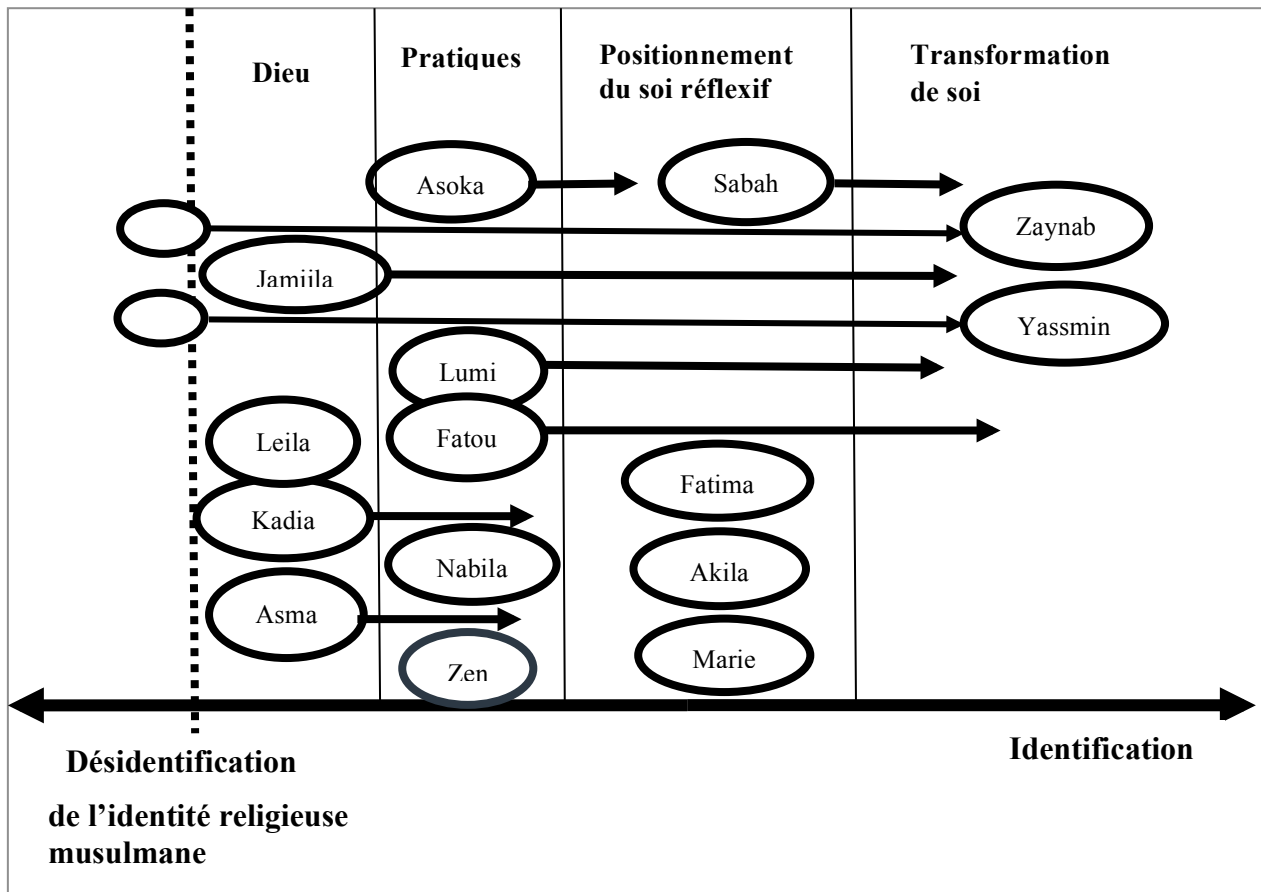 Dieu
Pratiques
Positionnement
du soi réflexif
Transformation
de soi
Asoka
Sabah
Zaynab
Jamiila
Yassmin
Lumi
Leila
Fatou
Fatima
Kadia
Nabila
Akila
Asma
Zen
Marie
Désidentification
de l'identité religieuse
musulmane
Identification